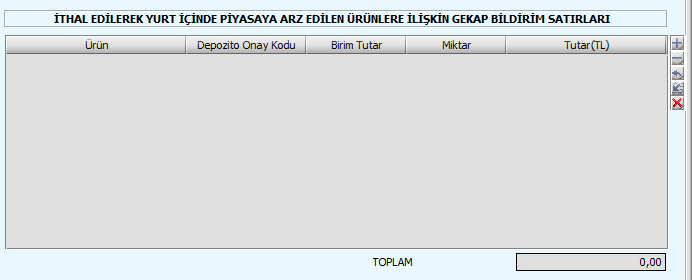 İTHAL EDİLEREK YURT İÇİNDE PİYASAYA ARZ EDİLEN ÜRÜNLERE İLİŞKİN GEKAP BİLDİRİM SATIRLARI
Ürün Depozito Onay Kodu Birim Tutar Miktar Tutar(TL)
TOPLAM 0,00